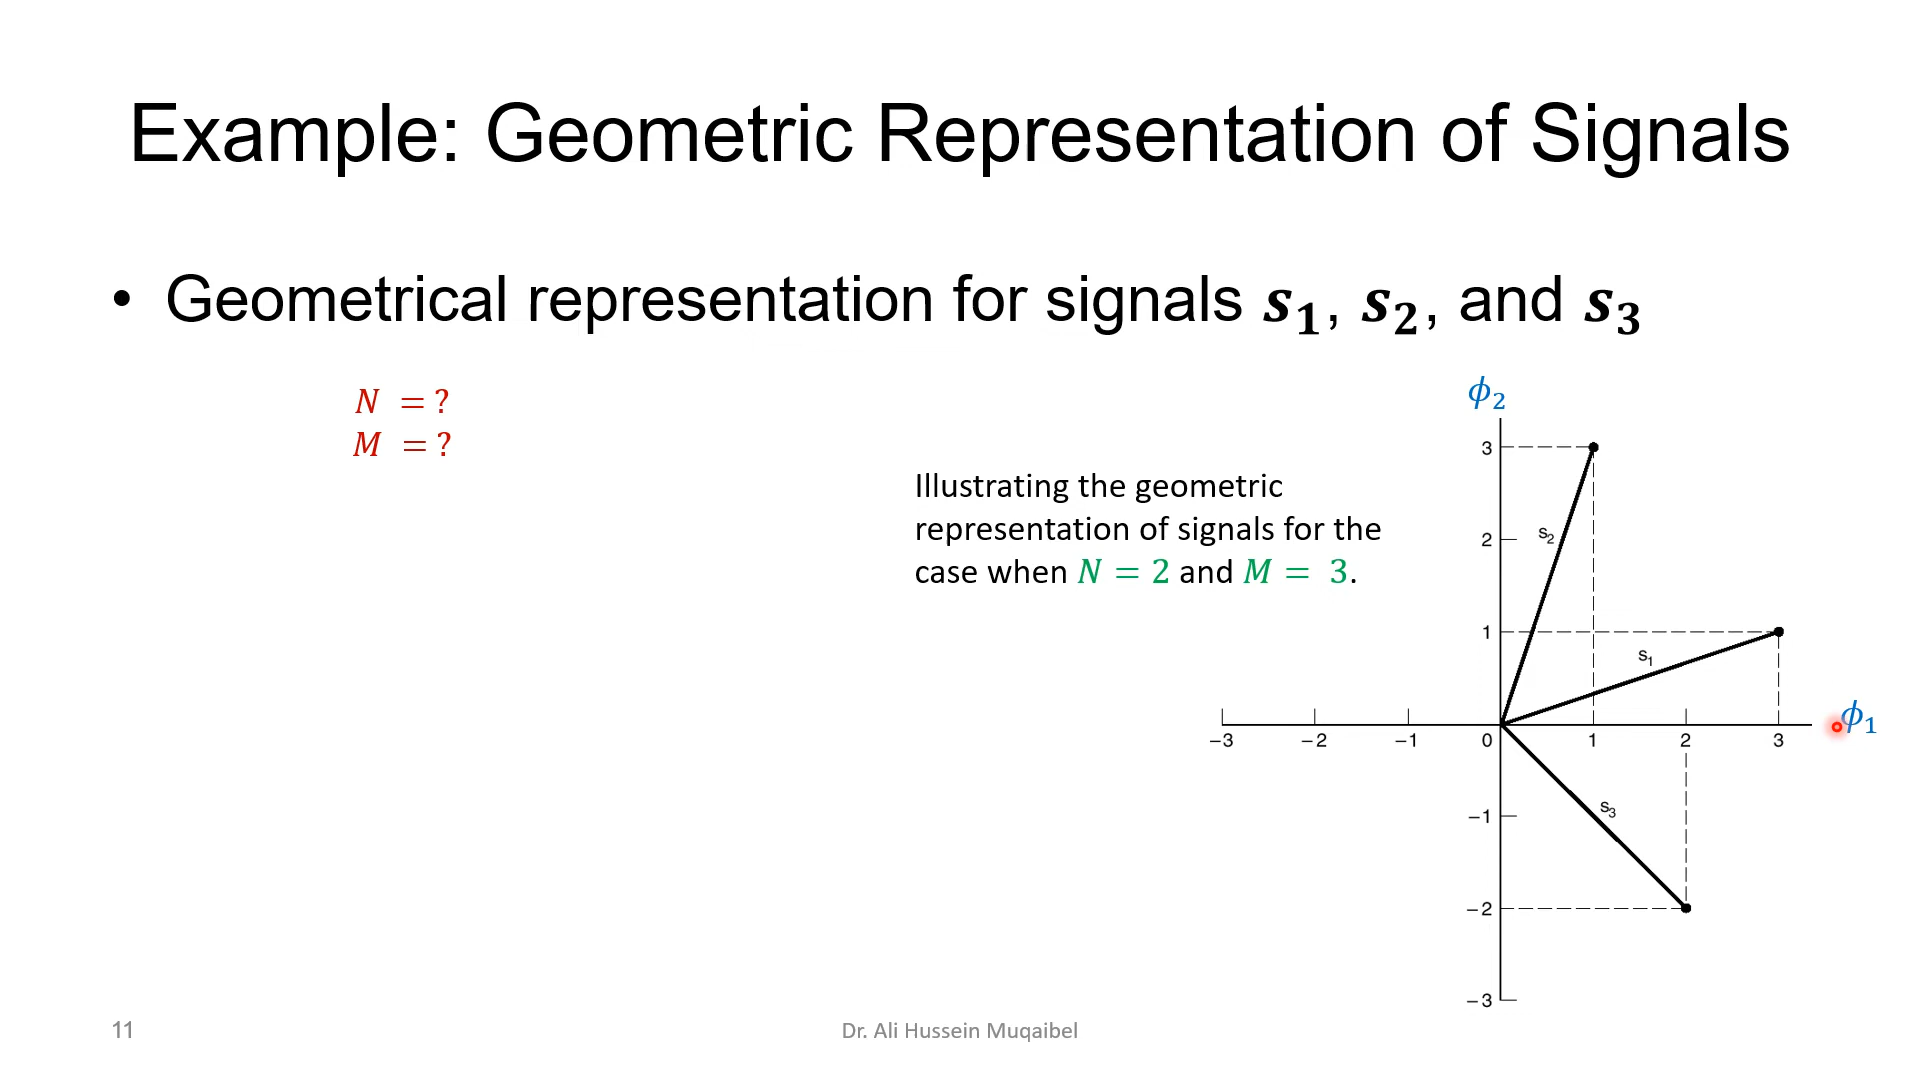 Example: Geometric Representation of Signals
• Geometrical representation for signals s₁, s₂, and s₃
N = ?
M = ?
Illustrating the geometric
representation of signals for the
case when N = 2 and M = 3.
ϕ₂
3
s₂
2
1
s₁
ϕ₁
−3 −2 −1 0 1 2 3
s₃
−1
−2
−3
11
Dr. Ali Hussein Muqaibel